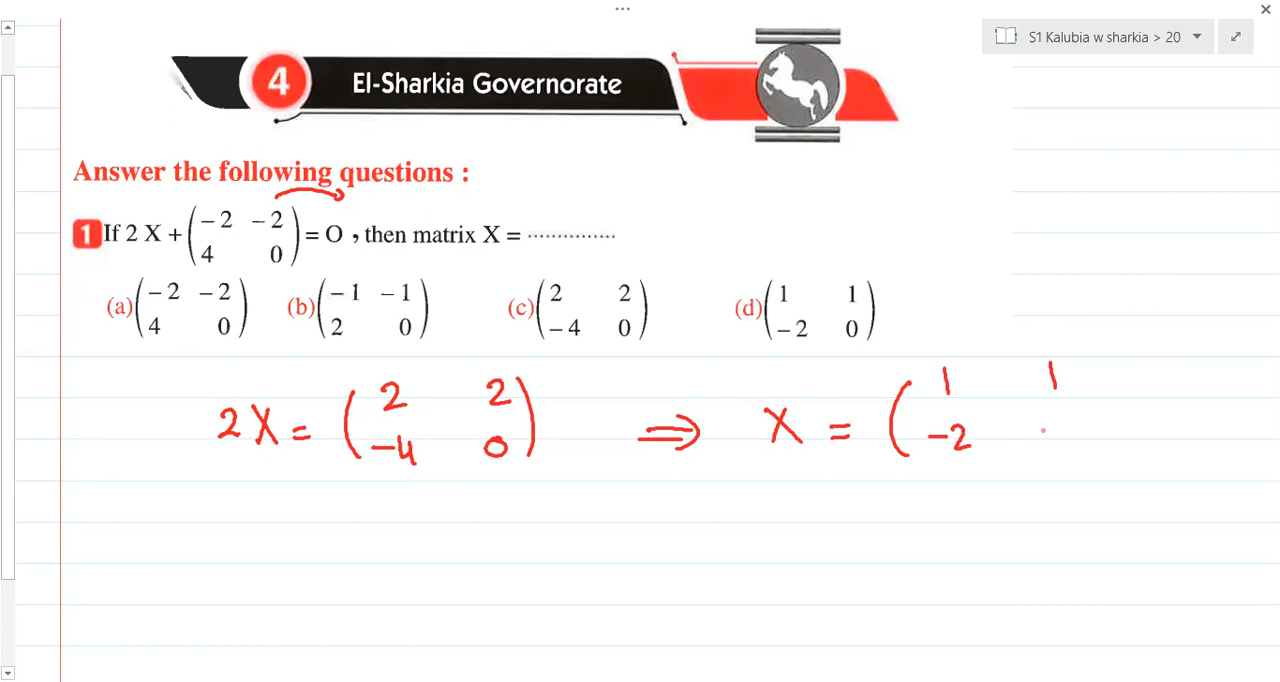 S1 Kalubia w sharkia > 20
4 El-Sharkia Governorate
Answer the following questions :
1 If 2 X + (-2 -2
4 0) = O , then matrix X = ...............
(a) (-2 -2
4 0) (b) (-1 -1
2 0) (c) (2 2
-4 0) (d) (1 1
-2 0)
2X = (2 2
-4 0) ⇒ X = (1 1
-2